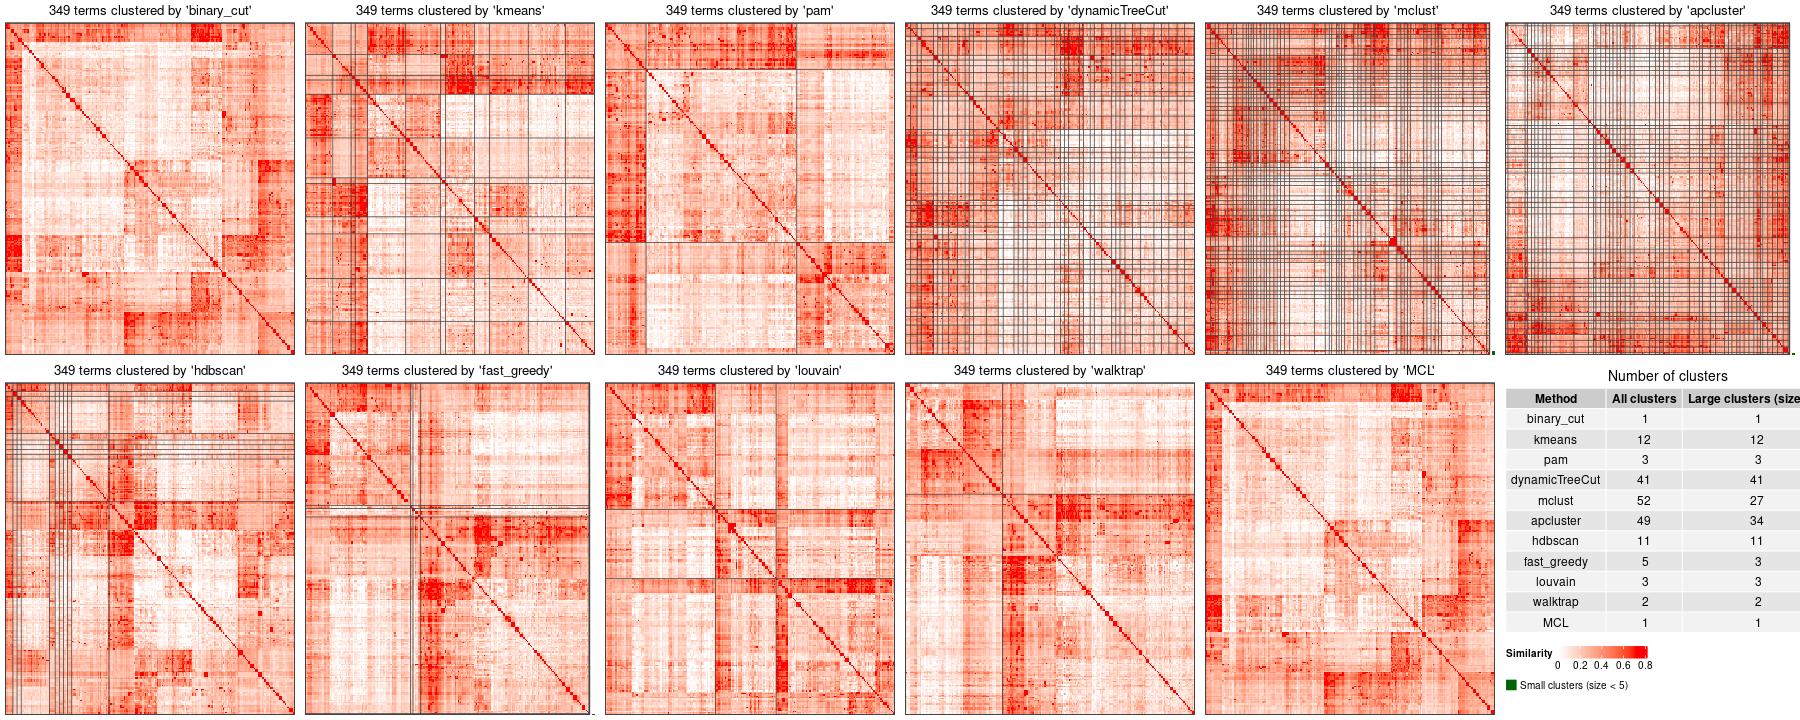 349 terms clustered by 'binary_cut'
349 terms clustered by 'kmeans'
349 terms clustered by 'pam'
349 terms clustered by 'dynamicTreeCut'
349 terms clustered by 'mclust'
349 terms clustered by 'apcluster'
349 terms clustered by 'hdbscan'
349 terms clustered by 'fast_greedy'
349 terms clustered by 'louvain'
349 terms clustered by 'walktrap'
349 terms clustered by 'MCL'
Number of clusters
Method All clusters Large clusters (size
binary_cut 1 1
kmeans 12 12
pam 3 3
dynamicTreeCut 41 41
mclust 52 27
apcluster 49 34
hdbscan 11 11
fast_greedy 5 3
louvain 3 3
walktrap 2 2
MCL 1 1
Similarity
0 0.2 0.4 0.6 0.8
Small clusters (size < 5)